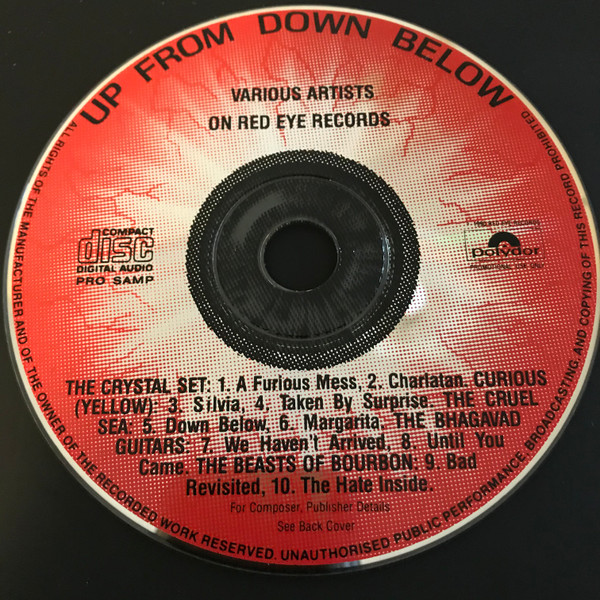 UP FROM DOWN BELOW
VARIOUS ARTISTS
ON RED EYE RECORDS
COMPACT
disc
DIGITAL AUDIO
PRO SAMP
Polydor
THE CRYSTAL SET: 1. A Furious Mess, 2. Charlatan. CURIOUS
(YELLOW): 3. Silvia, 4. Taken By Surprise. THE CRUEL
SEA: 5. Down Below, 6. Margarita. THE BHAGAVAD
GUITARS: 7. We Haven't Arrived, 8. Until You
Came. THE BEASTS OF BOURBON: 9. Bad
Revisited, 10. The Hate Inside.
For Composer, Publisher Details
See Back Cover
ALL RIGHTS OF THE MANUFACTURER AND OF THE OWNER OF THE RECORDED WORK RESERVED. UNAUTHORISED PUBLIC PERFORMANCE, BROADCASTING, AND COPYING OF THIS RECORD PROHIBITED